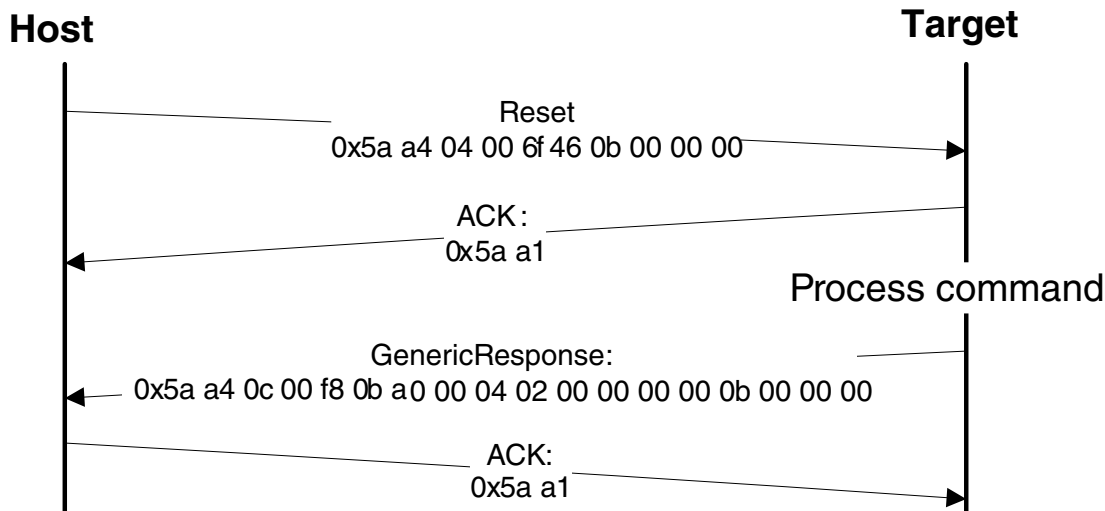 Host
Target
Reset
0x5a a4 04 00 6f 46 0b 00 00 00
ACK:
0x5a a1
Process command
GenericResponse:
0x5a a4 0c 00 f8 0b a0 00 04 02 00 00 00 00 0b 00 00 00
ACK:
0x5a a1